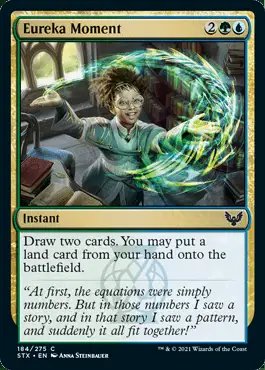 Eureka Moment 2
Instant
Draw two cards. You may put a
land card from your hand onto the
battlefield.
"At first, the equations were simply
numbers. But in those numbers I saw a
story, and in that story I saw a pattern,
and suddenly it all fit together!"
184/275 C
STX • EN Anna Steinbauer
™ & © 2021 Wizards of the Coast